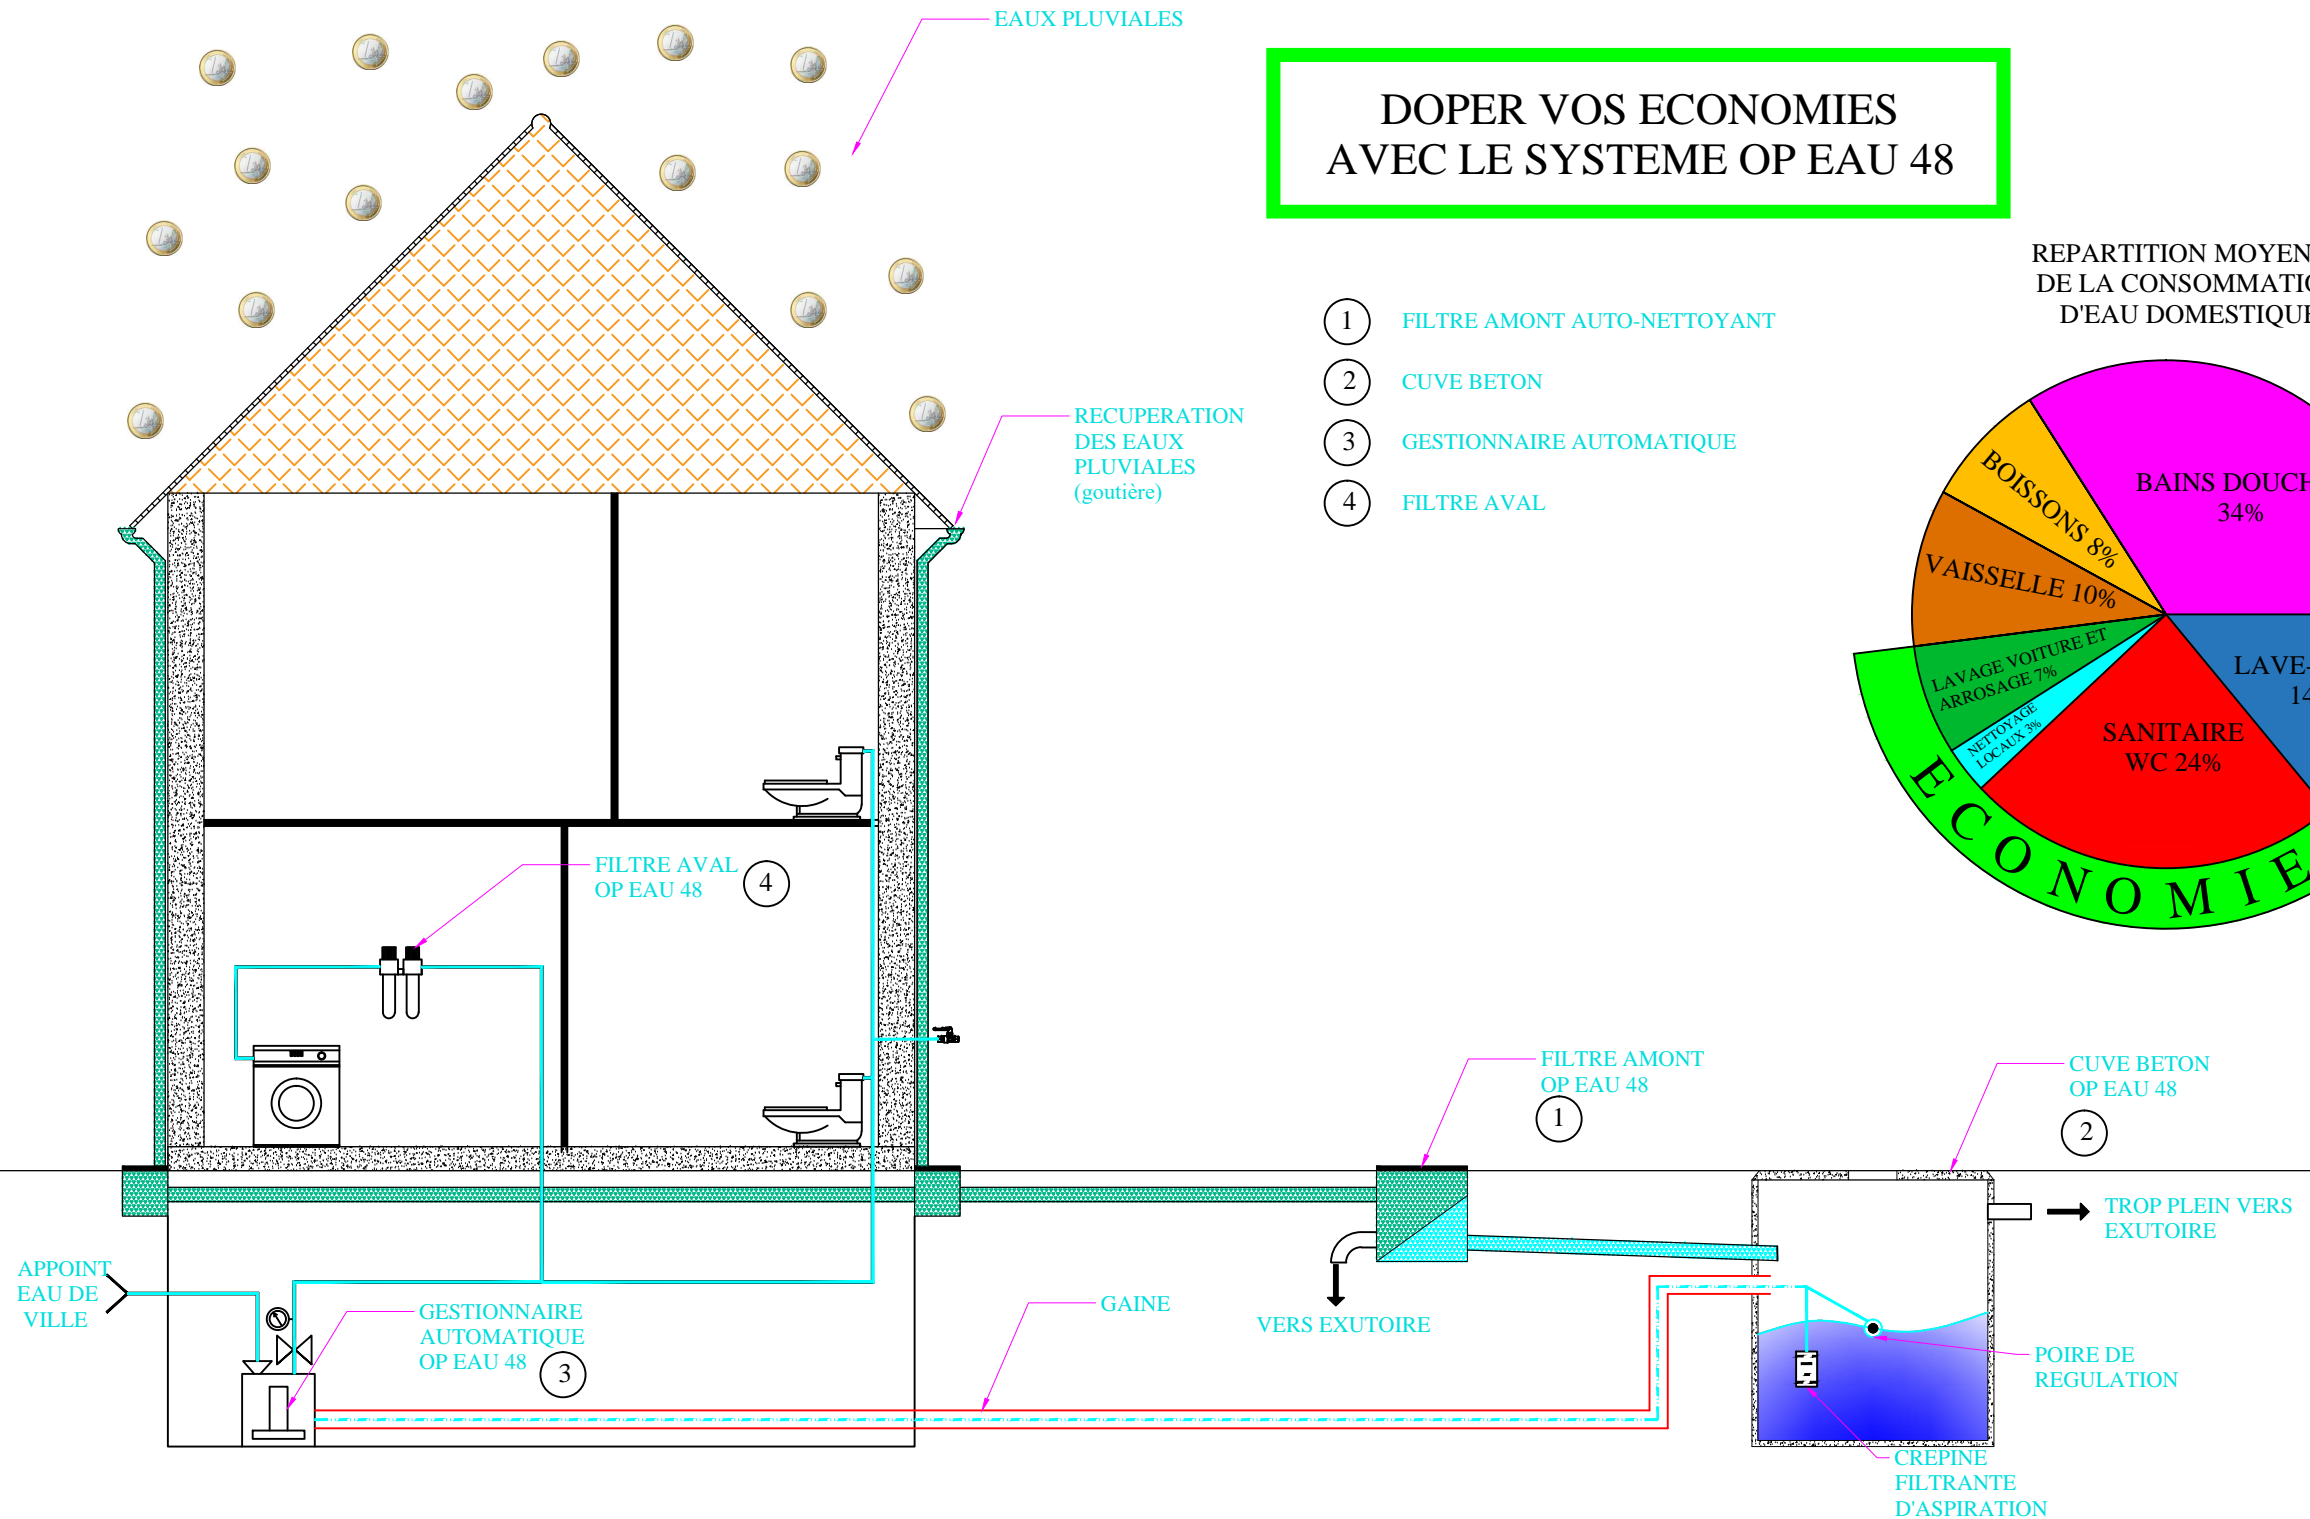 EAUX PLUVIALES
DOPER VOS ECONOMIES
AVEC LE SYSTEME OP EAU 48
REPARTITION MOYEN
DE LA CONSOMMATIO
D'EAU DOMESTIQUE
1 FILTRE AMONT AUTO-NETTOYANT
2 CUVE BETON
3 GESTIONNAIRE AUTOMATIQUE
4 FILTRE AVAL
RECUPERATION
DES EAUX
PLUVIALES
(goutière)
BAINS DOUCH
34%
BOISSONS 8%
VAISSELLE 10%
LAVAGE VOITURE ET
ARROSAGE 7%
NETTOYAGE
LOCAUX 3%
SANITAIRE
WC 24%
LAVE-
14
ECONOMIE
FILTRE AVAL
OP EAU 48
4
FILTRE AMONT
OP EAU 48
1
CUVE BETON
OP EAU 48
2
TROP PLEIN VERS
EXUTOIRE
APPOINT
EAU DE
VILLE
GESTIONNAIRE
AUTOMATIQUE
OP EAU 48
3
GAINE
VERS EXUTOIRE
POIRE DE
REGULATION
CREPINE
FILTRANTE
D'ASPIRATION